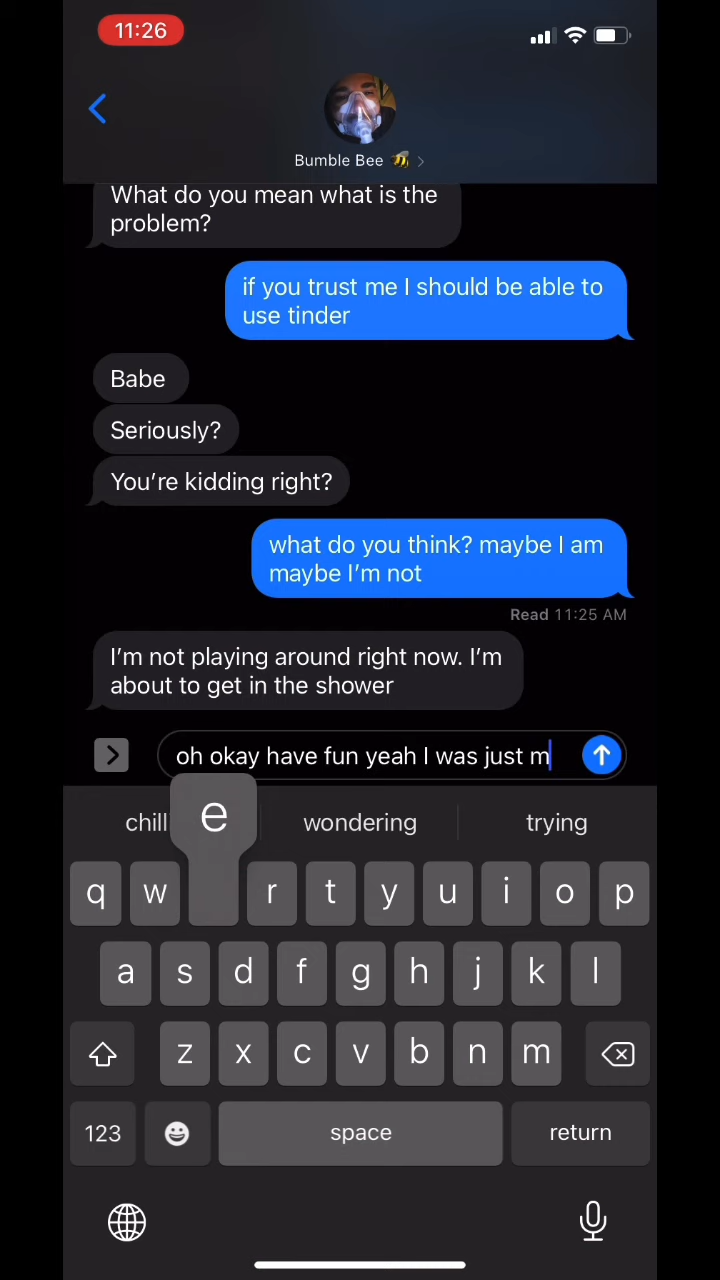 11:26
Bumble Bee 🐝 >
What do you mean what is the
problem?
if you trust me I should be able to
use tinder
Babe
Seriously?
You’re kidding right?
what do you think? maybe I am
maybe I’m not
Read 11:25 AM
I’m not playing around right now. I’m
about to get in the shower
oh okay have fun yeah I was just m
chill e wondering trying
q w r t y u i o p
a s d f g h j k l
z x c v b n m
123 space return